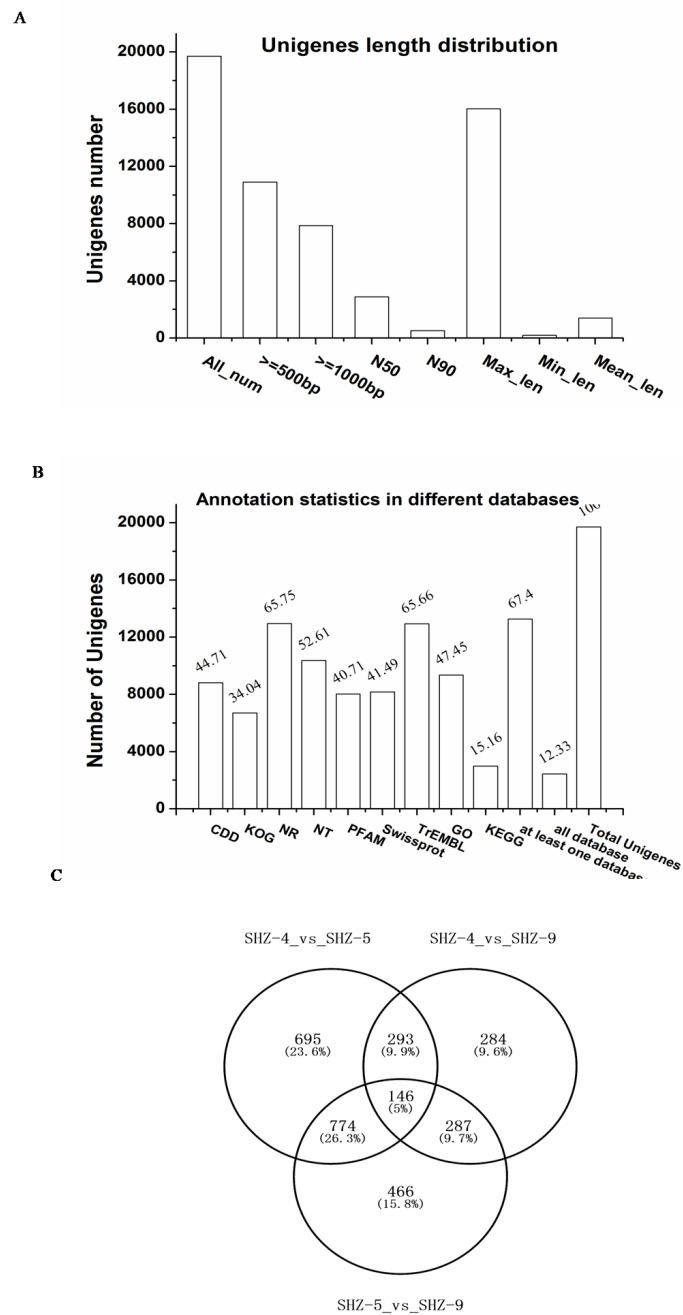 A
Unigenes length distribution
Unigenes number
20000
16000
12000
8000
4000
0
All_num
>=500bp
>=1000bp
N50
N90
Max_len
Min_len
Mean_len
B
Annotation statistics in different databases
Number of Unigenes
20000
16000
12000
8000
4000
0
44.71
34.04
65.75
52.61
40.71
41.49
65.66
47.45
15.16
67.4
12.33
CDD
KOG
NR
NT
PFAM
Swissprot
TrEMBL
GO
KEGG
at least one database
all database
Total Unigenes
C
SHZ-4_vs_SHZ-5
SHZ-4_vs_SHZ-9
695
(23.6%)
293
(9.9%)
284
(9.6%)
146
(5%)
774
(26.3%)
287
(9.7%)
466
(15.8%)
SHZ-5_vs_SHZ-9